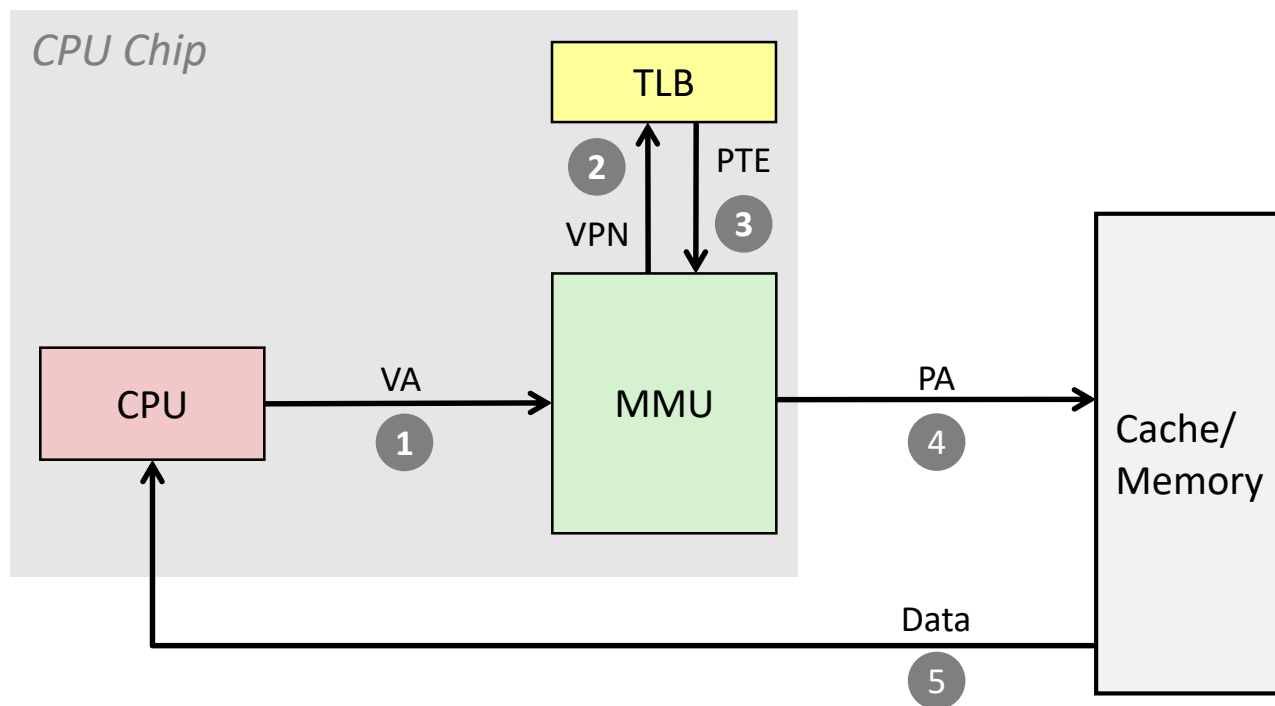 CPU Chip
TLB
2
PTE
3
VPN
CPU
VA
1
MMU
PA
4
Cache/
Memory
Data
5